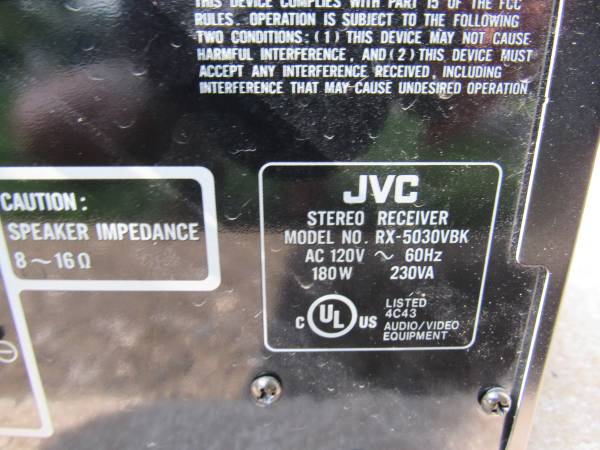 THIS DEVICE COMPLIES WITH PART 15 OF THE FCC
RULES. OPERATION IS SUBJECT TO THE FOLLOWING
TWO CONDITIONS: (1) THIS DEVICE MAY NOT CAUSE
HARMFUL INTERFERENCE, AND (2) THIS DEVICE MUST
ACCEPT ANY INTERFERENCE RECEIVED, INCLUDING
INTERFERENCE THAT MAY CAUSE UNDESIRED OPERATION.
CAUTION:
SPEAKER IMPEDANCE
8~16Ω
JVC
STEREO RECEIVER
MODEL NO. RX-5030VBK
AC 120V ~ 60Hz
180W 230VA
C UL US LISTED
4C43
AUDIO/VIDEO
EQUIPMENT